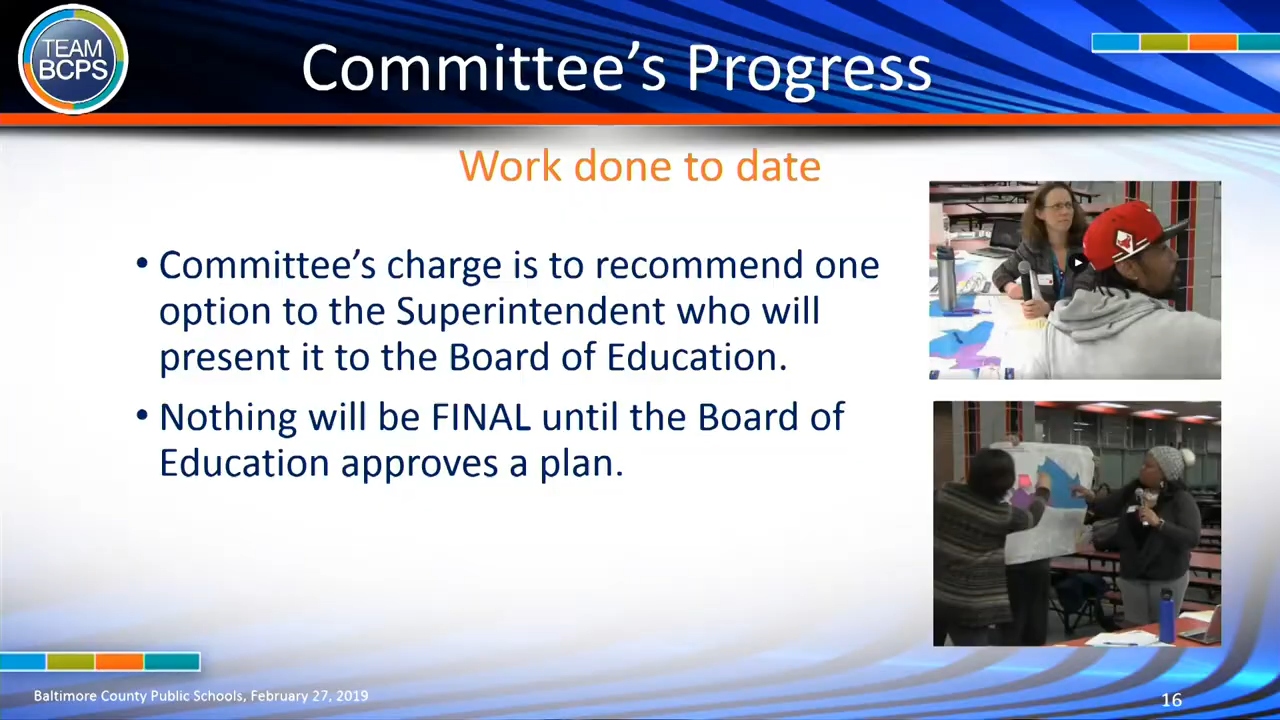 TEAM
BCPS
Committee's Progress
Work done to date
• Committee's charge is to recommend one
option to the Superintendent who will
present it to the Board of Education.
• Nothing will be FINAL until the Board of
Education approves a plan.
Baltimore County Public Schools, February 27, 2019
16